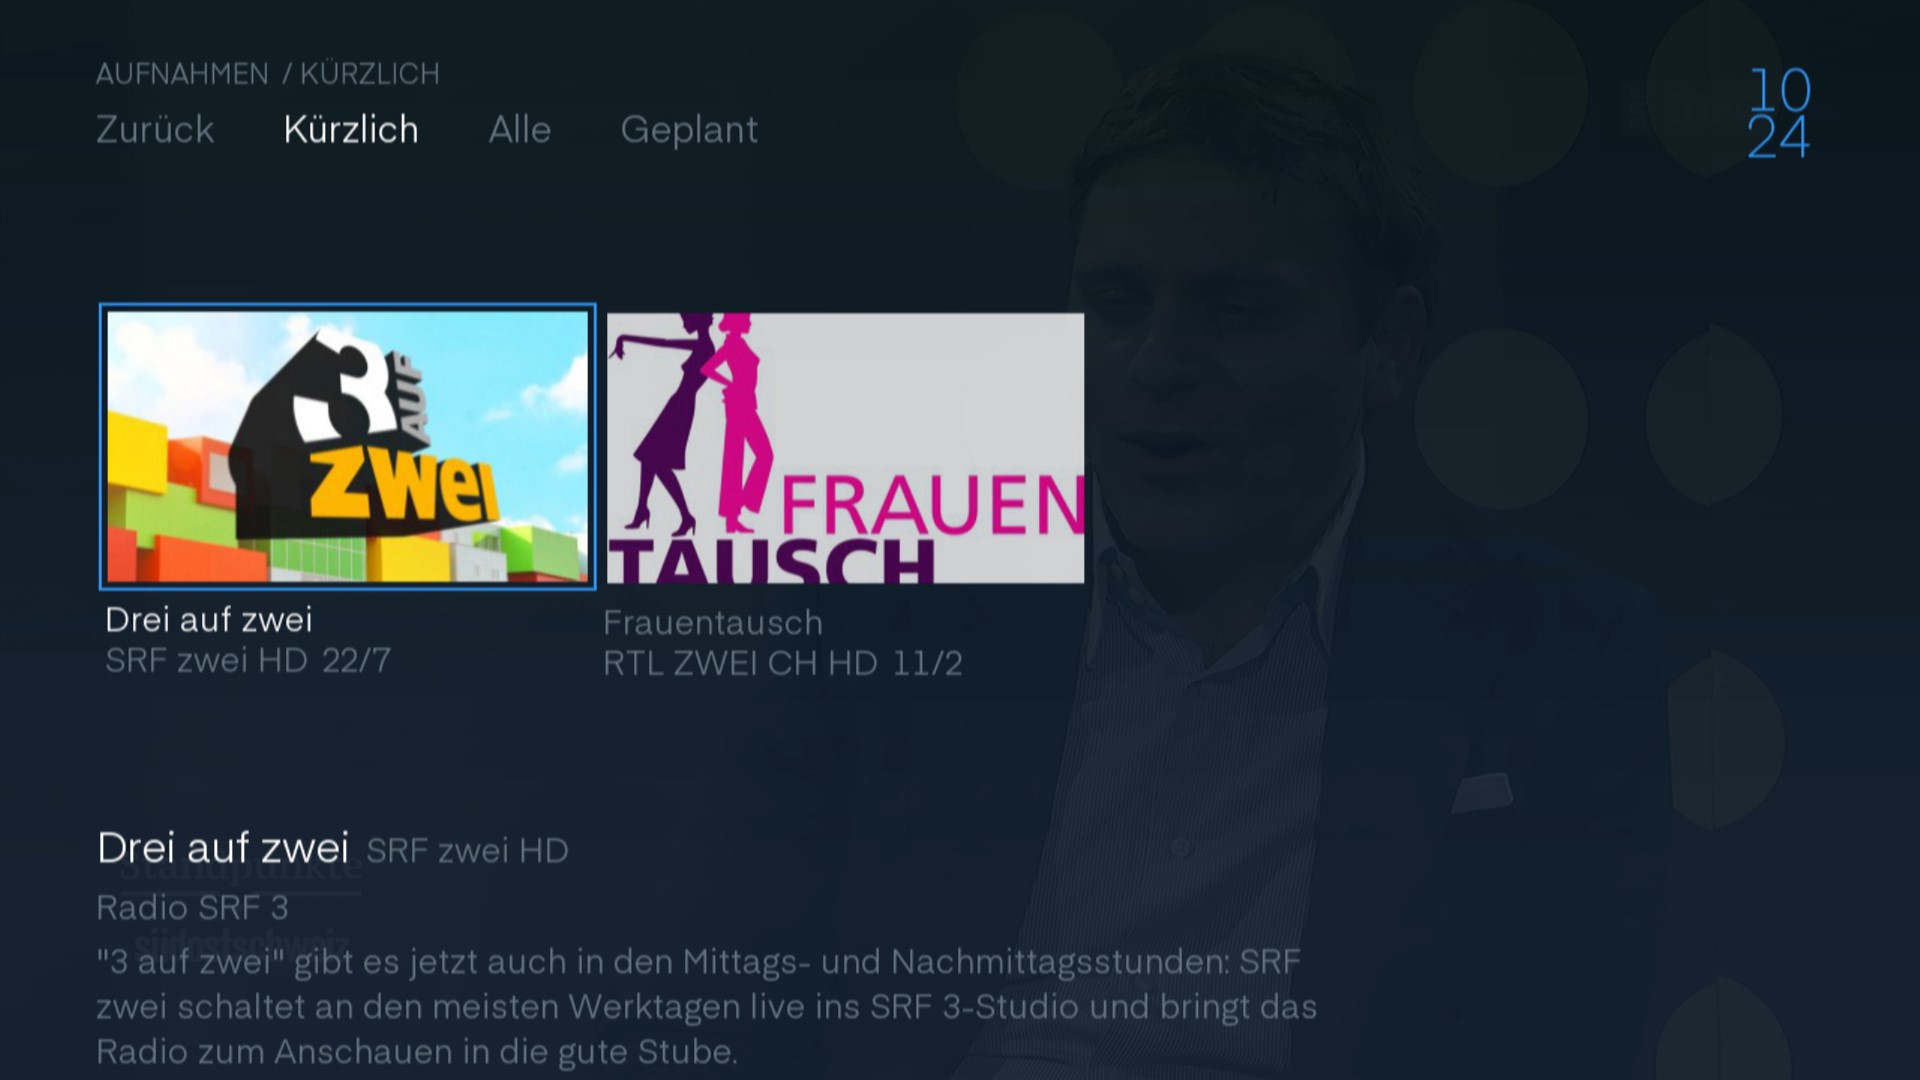 AUFNAHMEN / KÜRZLICH
Zurück Kürzlich Alle Geplant
10
24
3 AUF
zwei
FRAUEN
TAUSCH
Drei auf zwei
SRF zwei HD 22/7
Frauentausch
RTL ZWEI CH HD 11/2
Drei auf zwei SRF zwei HD
Standpunkte
Radio SRF 3
südostschweiz
"3 auf zwei" gibt es jetzt auch in den Mittags- und Nachmittagsstunden: SRF
zwei schaltet an den meisten Werktagen live ins SRF 3-Studio und bringt das
Radio zum Anschauen in die gute Stube.